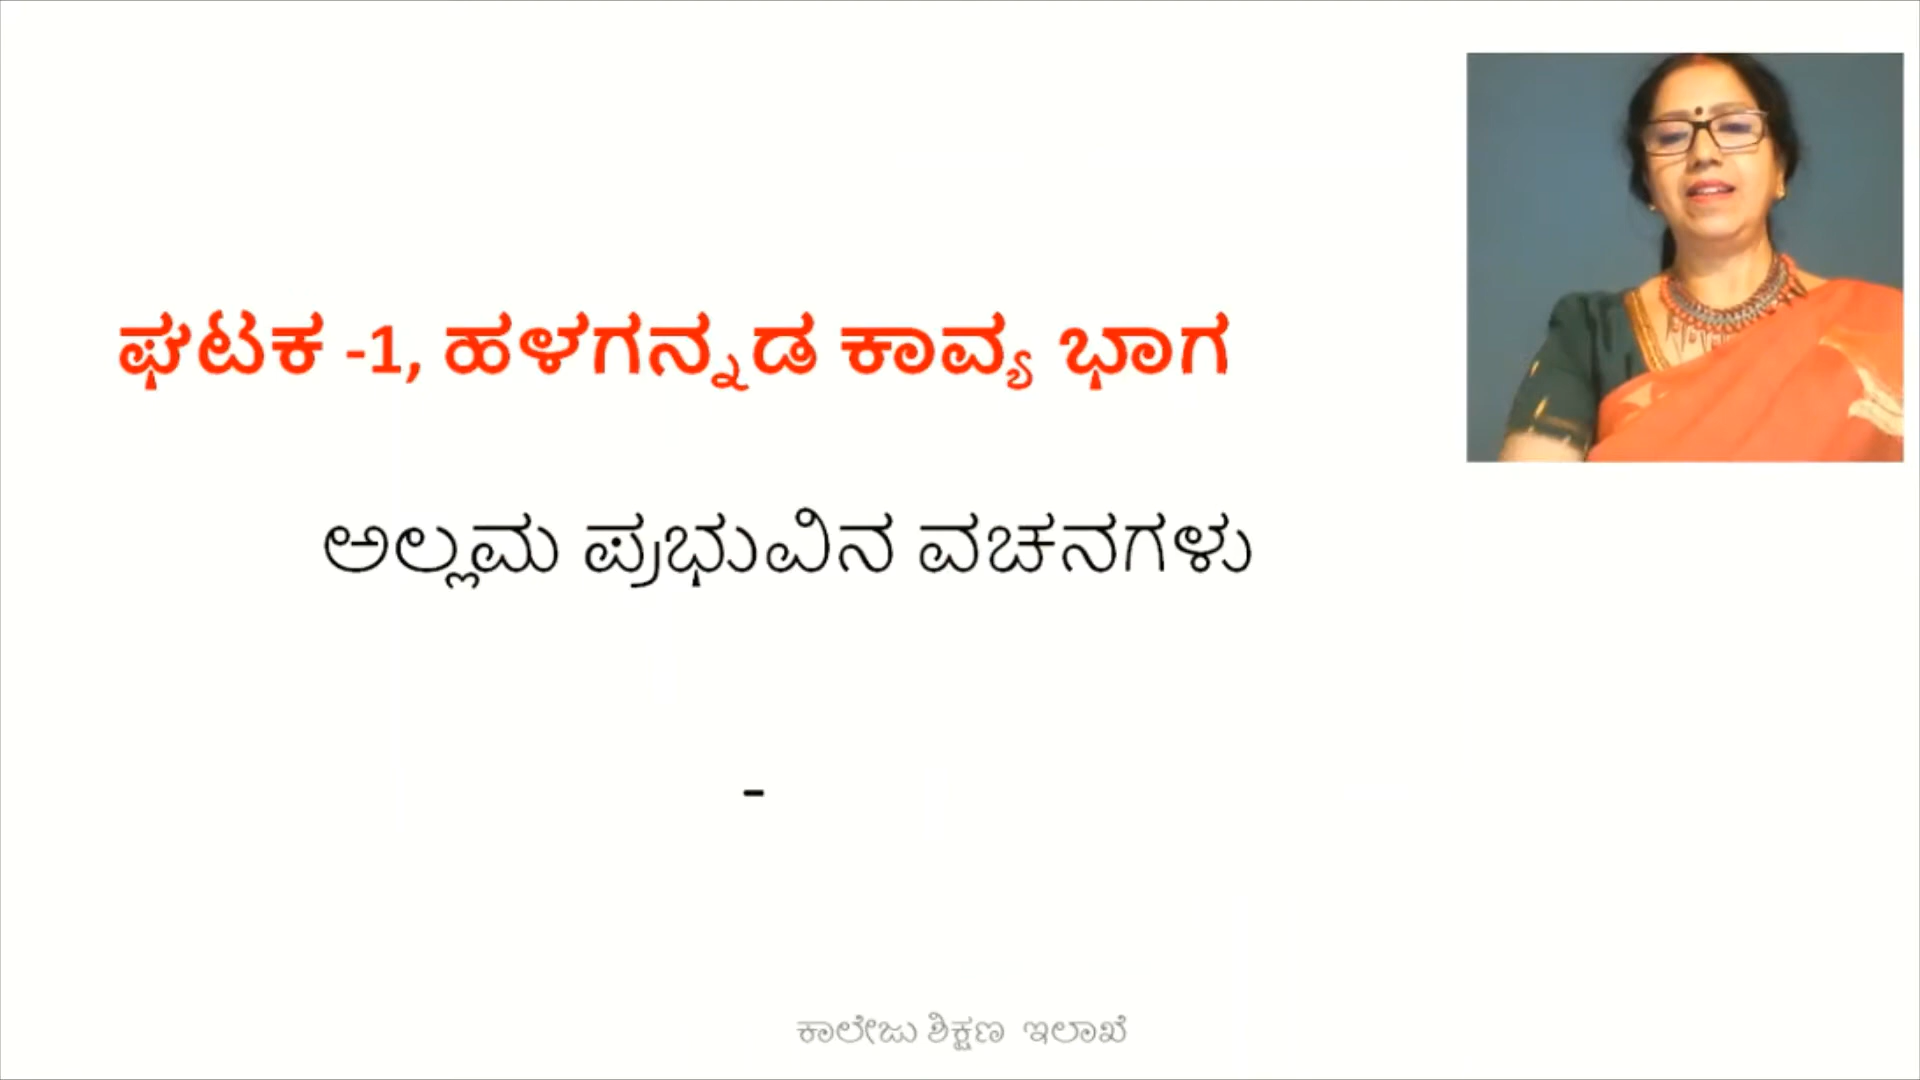 ಘಟಕ -1, ಹಳಗನ್ನಡ ಕಾವ್ಯ ಭಾಗ
ಅಲ್ಲಮ ಪ್ರಭುವಿನ ವಚನಗಳು
-
ಕಾಲೇಜು ಶಿಕ್ಷಣ ಇಲಾಖೆ